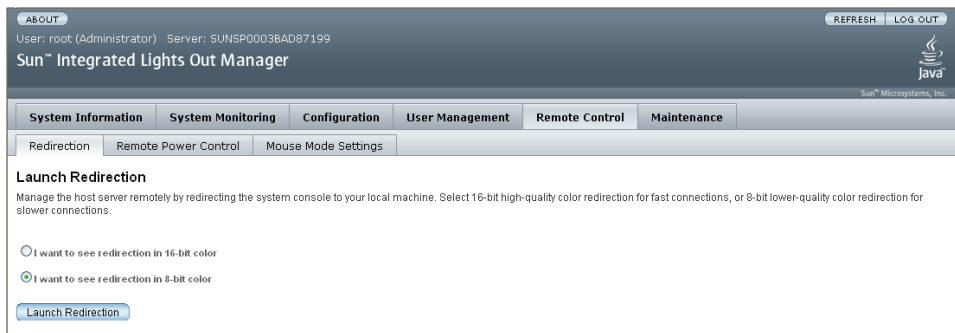 ABOUT
REFRESH LOG OUT
User: root (Administrator) Server: SUNSP0003BAD87199
Sun™ Integrated Lights Out Manager
Java™
Sun™ Microsystems, Inc.
System Information System Monitoring Configuration User Management Remote Control Maintenance
Redirection Remote Power Control Mouse Mode Settings
Launch Redirection
Manage the host server remotely by redirecting the system console to your local machine. Select 16-bit high-quality color redirection for fast connections, or 8-bit lower-quality color redirection for
slower connections.
I want to see redirection in 16-bit color
I want to see redirection in 8-bit color
Launch Redirection